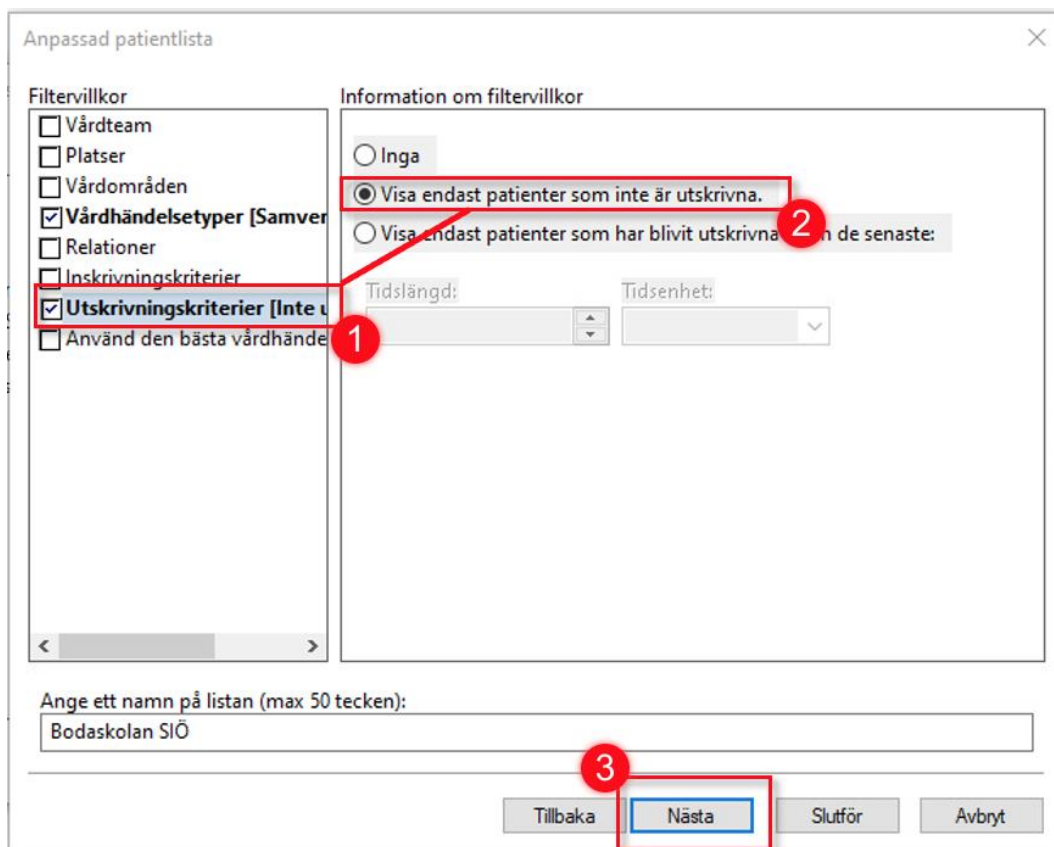 Anpassad patientlista
Filtervillkor
Vårdteam
Platser
Vårdområden
Vårdhändelsetyper [Samver
Relationer
Inskrivningskriterier
Utskrivningskriterier [Inte u
Använd den bästa vårdhände
1
Information om filtervillkor
Inga
Visa endast patienter som inte är utskrivna.
2
Visa endast patienter som har blivit utskrivna de senaste:
Tidslängd:
Tidsenhet:
Ange ett namn på listan (max 50 tecken):
Bodaskolan SIÖ
3
Tillbaka
Nästa
Slutför
Avbryt